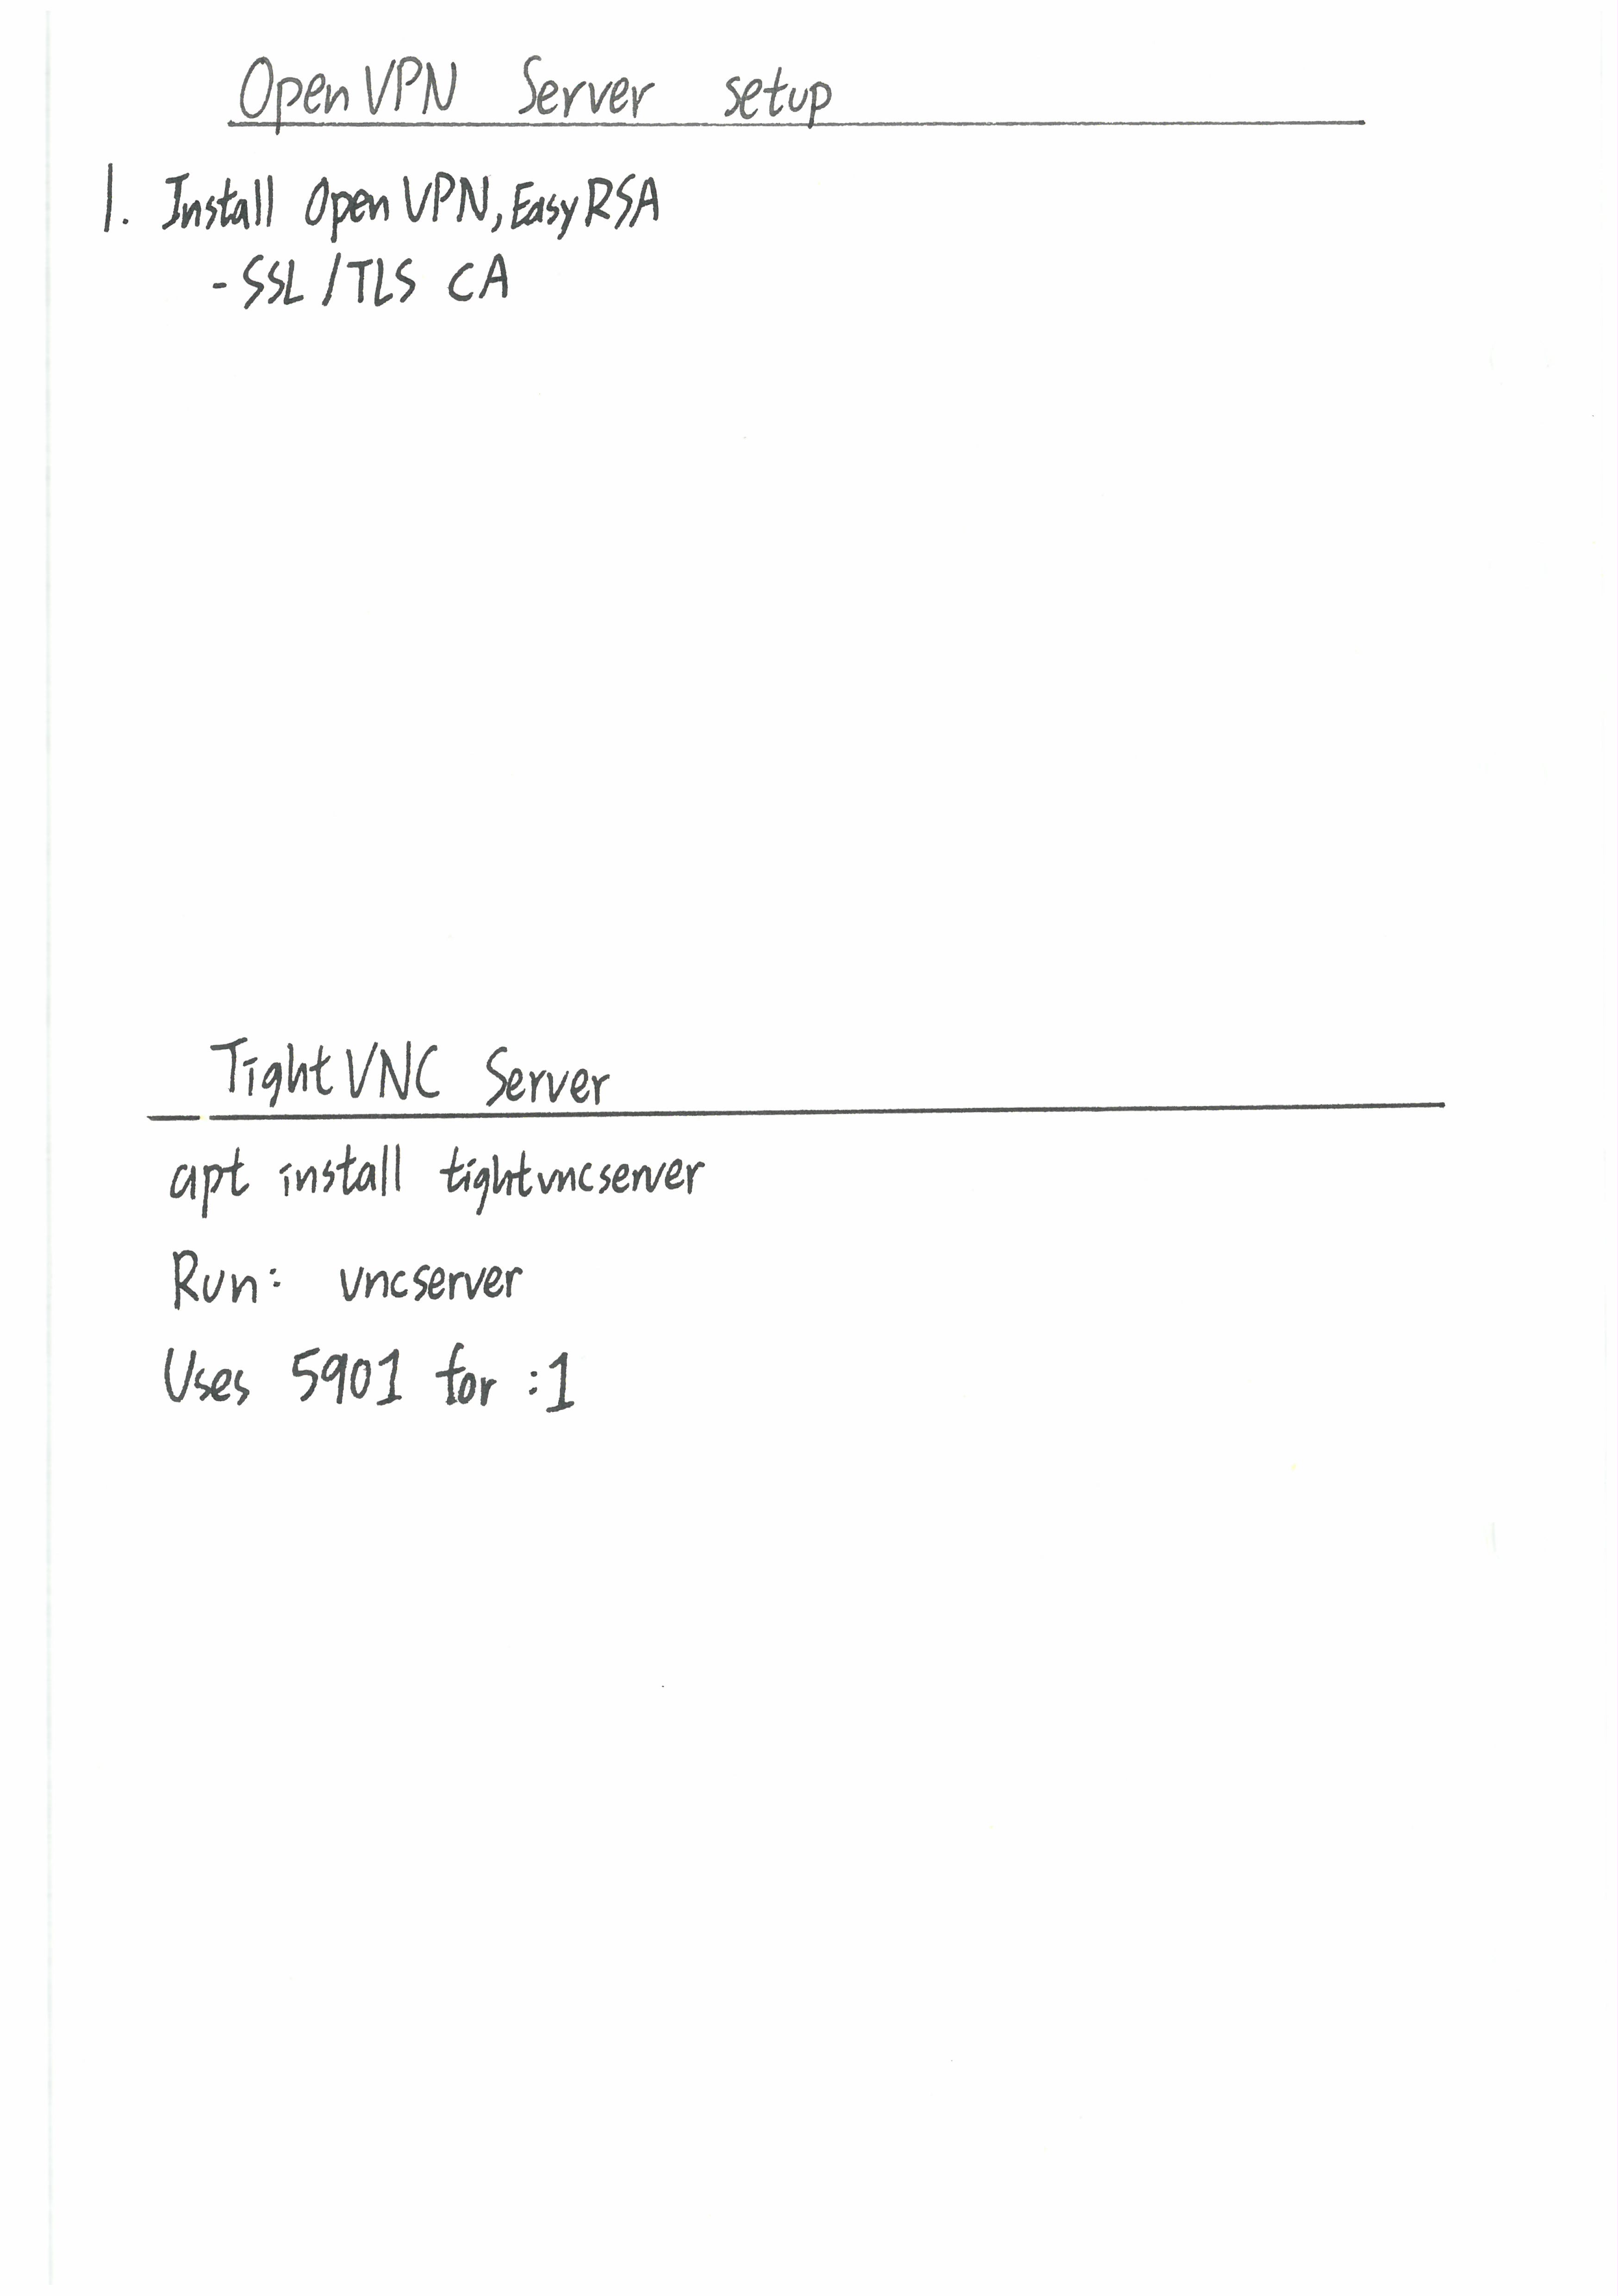 OpenVPN Server setup
1. Install OpenVPN, EasyRSA
- SSL/TLS CA
TightVNC Server
apt install tightvncserver
Run: vncserver
Uses 5901 for :1